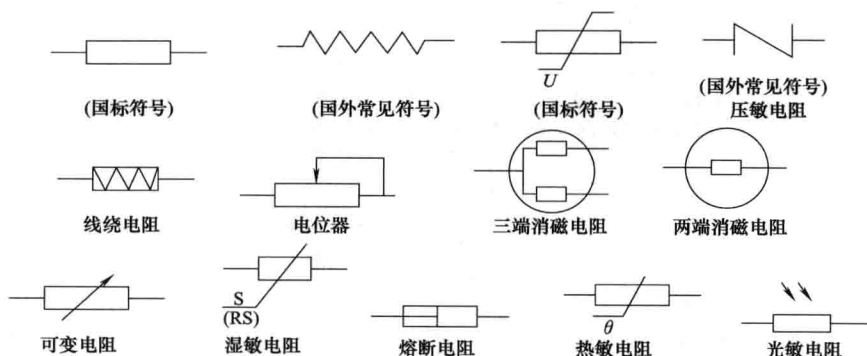 U
(国标符号)
(国外常见符号)
(国标符号)
(国外常见符号)
压敏电阻
线绕电阻
电位器
三端消磁电阻
两端消磁电阻
S
(RS)
θ
可变电阻
湿敏电阻
熔断电阻
热敏电阻
光敏电阻